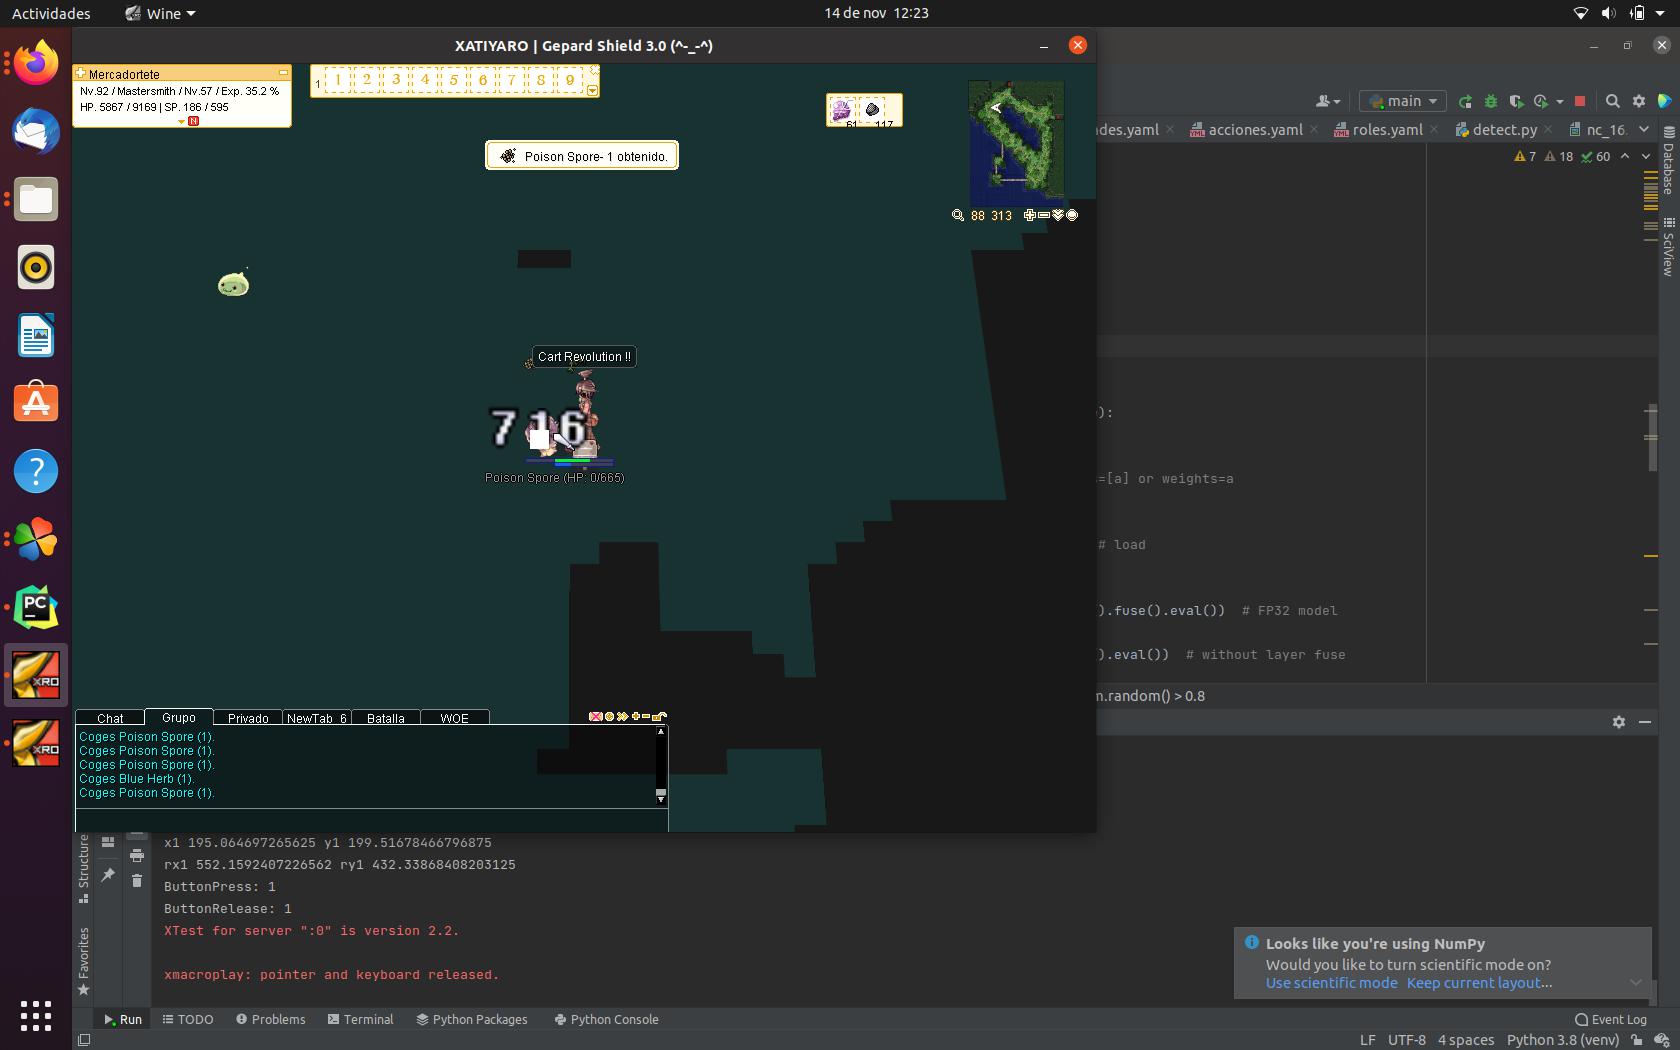 Actividades
Wine
14 de nov 12:23
XATIYARO | Gepard Shield 3.0 (^-_-^)
Mercadortete
Nv.92 / Mastersmith / Nv.57 / Exp. 35.2 %
HP. 5867 / 9169 | SP. 186 / 595
N
1
1 2 3 4 5 6 7 8 9
61 117
Poison Spore- 1 obtenido.
88 313
Cart Revolution !!
716
Poison Spore (HP: 0/665)
Chat Grupo Privado NewTab_6 Batalla WOE
Coges Poison Spore (1).
Coges Poison Spore (1).
Coges Poison Spore (1).
Coges Blue Herb (1).
Coges Poison Spore (1).
main
des.yaml acciones.yaml roles.yaml detect.py nc_16.
7 18 60
Database
SciView
):
=[a] or weights=a
# load
).fuse().eval()) # FP32 model
).eval()) # without layer fuse
m.random() > 0.8
x1 195.064697265625 y1 199.51678466796875
rx1 552.1592407226562 ry1 432.33868408203125
ButtonPress: 1
ButtonRelease: 1
XTest for server ":0" is version 2.2.
xmacroplay: pointer and keyboard released.
Structure
Favorites
Looks like you're using NumPy
Would you like to turn scientific mode on?
Use scientific mode Keep current layout...
Run TODO Problems Terminal Python Packages Python Console
Event Log
LF UTF-8 4 spaces Python 3.8 (venv)
PC
XRO
XRO